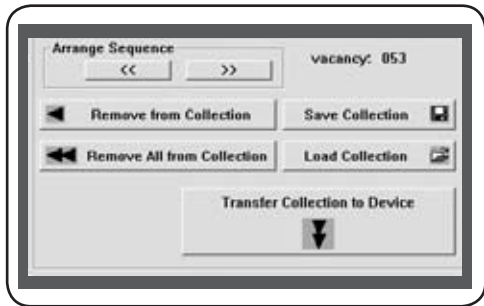 Arrange Sequence
<< >> vacancy: 053
Remove from Collection Save Collection
Remove All from Collection Load Collection
Transfer Collection to Device